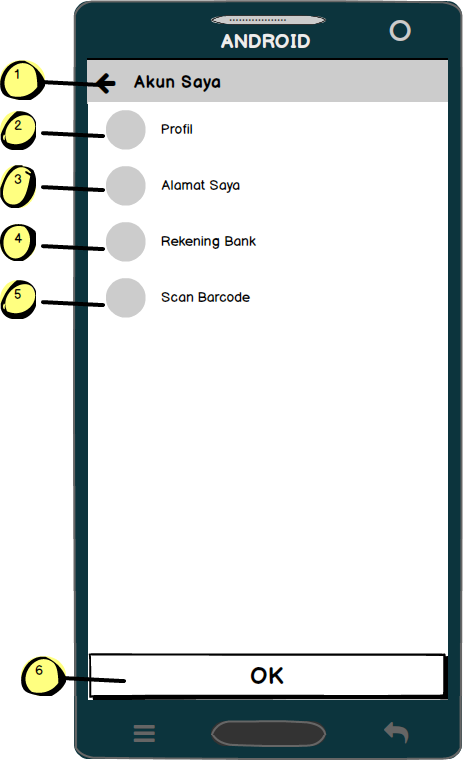 ANDROID
1
Akun Saya
2
Profil
3
Alamat Saya
4
Rekening Bank
5
Scan Barcode
6
OK